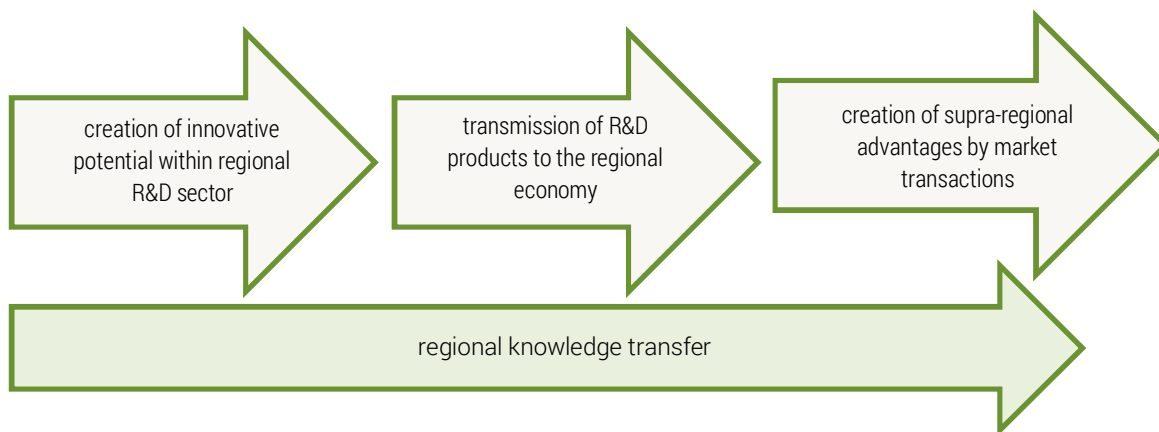 creation of innovative
potential within regional
R&D sector
transmission of R&D
products to the regional
economy
creation of supra-regional
advantages by market
transactions
regional knowledge transfer